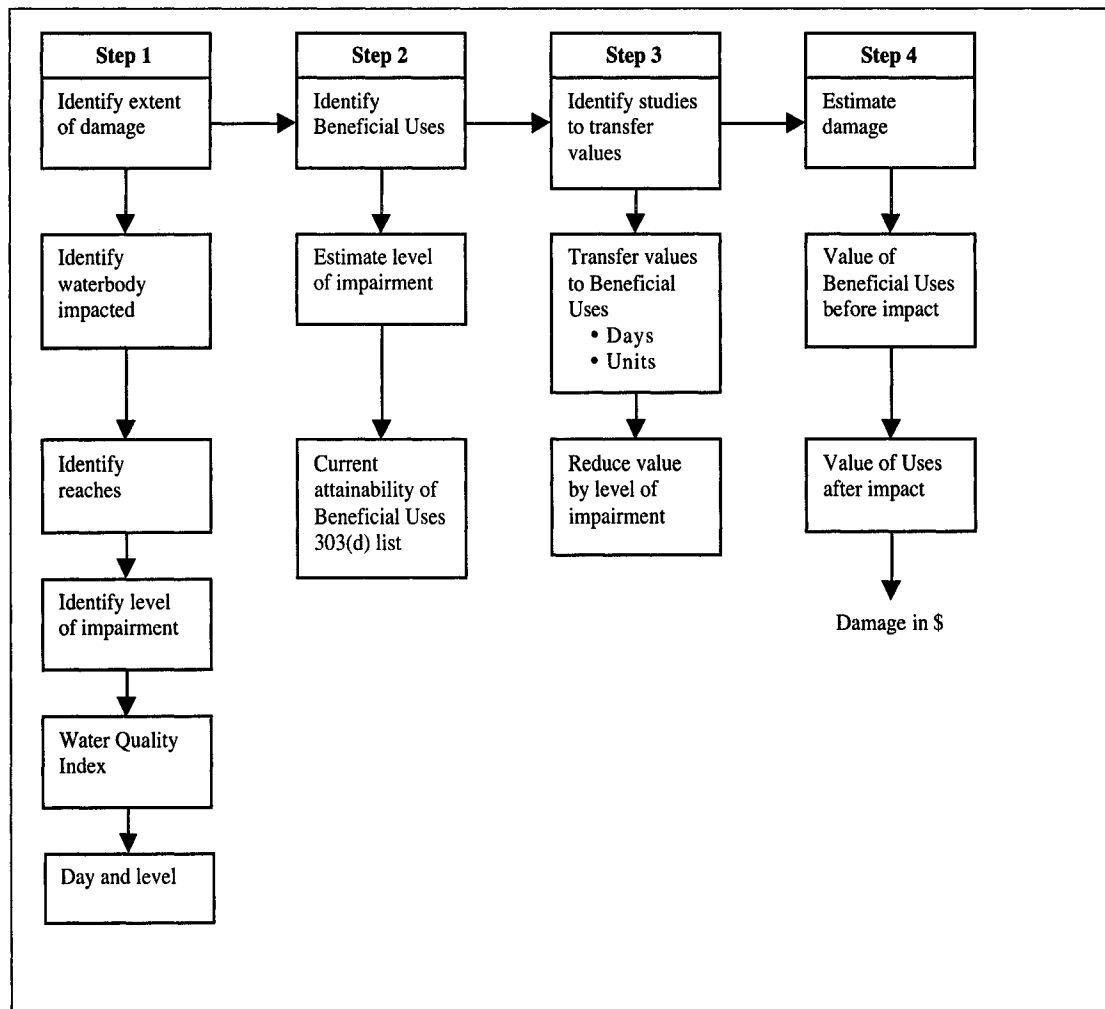 Step 1
Identify extent
of damage
Identify
waterbody
impacted
Identify
reaches
Identify level
of impairment
Water Quality
Index
Day and level
Step 2
Identify
Beneficial Uses
Estimate level
of impairment
Current
attainability of
Beneficial Uses
303(d) list
Step 3
Identify studies
to transfer
values
Transfer values
to Beneficial
Uses
• Days
• Units
Reduce value
by level of
impairment
Step 4
Estimate
damage
Value of
Beneficial Uses
before impact
Value of Uses
after impact
Damage in $